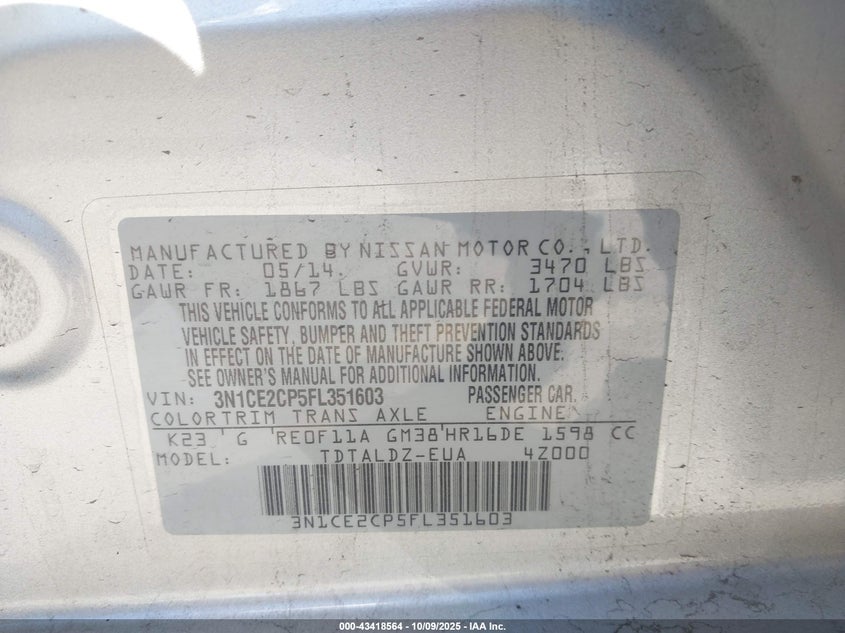 MANUFACTURED BY NISSAN MOTOR CO., LTD.
DATE: 05/14. GVWR: 3470 LBS
GAWR FR: 1867 LBS GAWR RR: 1704 LBS
THIS VEHICLE CONFORMS TO ALL APPLICABLE FEDERAL MOTOR
VEHICLE SAFETY, BUMPER AND THEFT PREVENTION STANDARDS
IN EFFECT ON THE DATE OF MANUFACTURE SHOWN ABOVE.
SEE OWNER'S MANUAL FOR ADDITIONAL INFORMATION.
VIN: 3N1CE2CP5FL351603 PASSENGER CAR.
COLORTRIM TRANS AXLE ENGINE
K23 G RE0F11A GM38 HR16DE 1598 CC
MODEL: TDTALDZ-EUA 4Z000
3N1CE2CP5FL351603
000-43418564 - 10/09/2025 - IAA Inc.